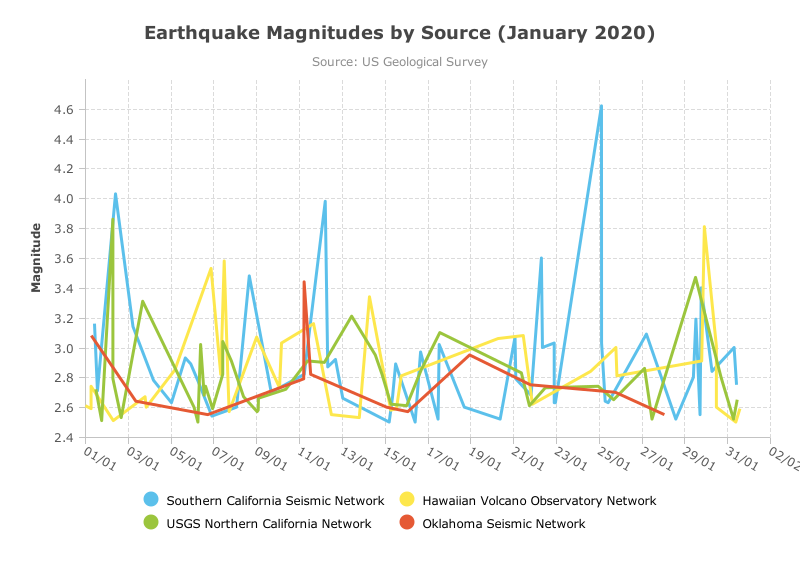 Earthquake Magnitudes by Source (January 2020)
Source: US Geological Survey
Magnitude
4.6
4.4
4.2
4.0
3.8
3.6
3.4
3.2
3.0
2.8
2.6
2.4
01/01 03/01 05/01 07/01 09/01 11/01 13/01 15/01 17/01 19/01 21/01 23/01 25/01 27/01 29/01 31/01 02/02
Southern California Seismic Network Hawaiian Volcano Observatory Network
USGS Northern California Network Oklahoma Seismic Network